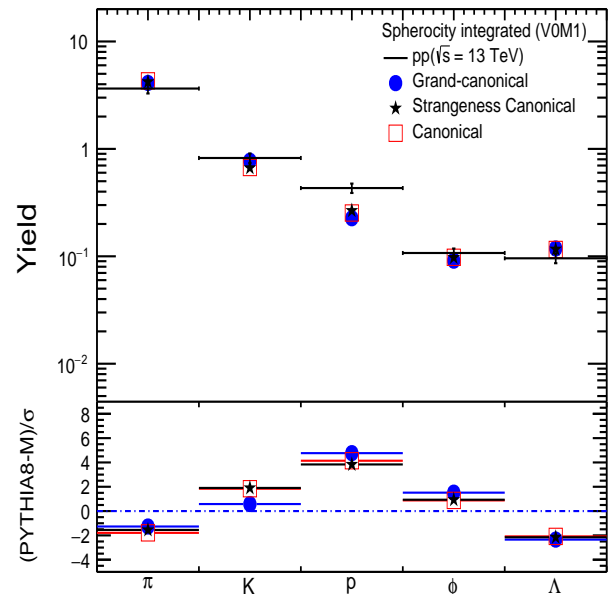 Spherocity integrated (V0M1)
pp(√s = 13 TeV)
Grand-canonical
Strangeness Canonical
Canonical
Yield
10
1
10⁻¹
10⁻²
(PYTHIA8-M)/σ
8
6
4
2
0
−2
−4
π K p ϕ Λ